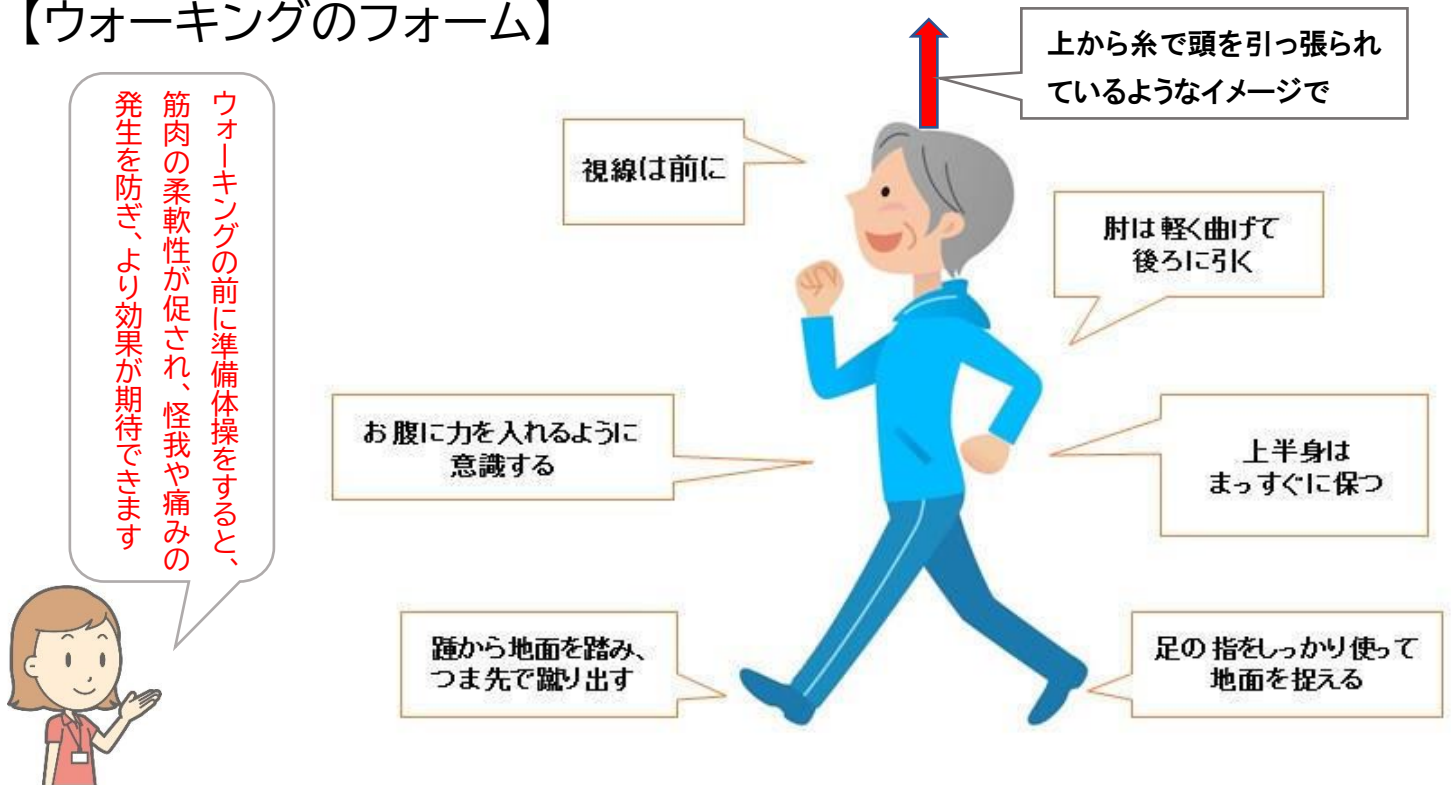 【ウォーキングのフォーム】
上から糸で頭を引っ張られ
ているようなイメージで
ウォーキングの前に準備体操をすると、
筋肉の柔軟性が促され、怪我や痛みの
発生を防ぎ、より効果が期待できます
視線は前に
肘は軽く曲げて
後ろに引く
お腹に力を入れるように
意識する
上半身は
まっすぐに保つ
踵から地面を踏み、
つま先で蹴り出す
足の指をしっかり使って
地面を捉える